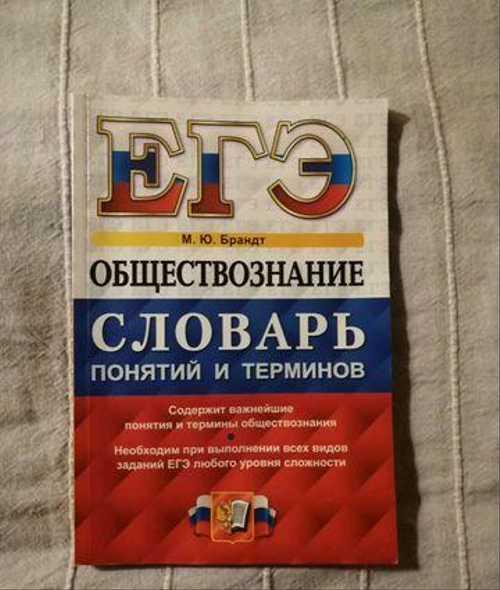 ЕГЭ
М. Ю. Брандт
ОБЩЕСТВОЗНАНИЕ
СЛОВАРЬ
ПОНЯТИЙ И ТЕРМИНОВ
Содержит важнейшие
понятия и термины обществознания
Необходим при выполнении всех видов
заданий ЕГЭ любого уровня сложности